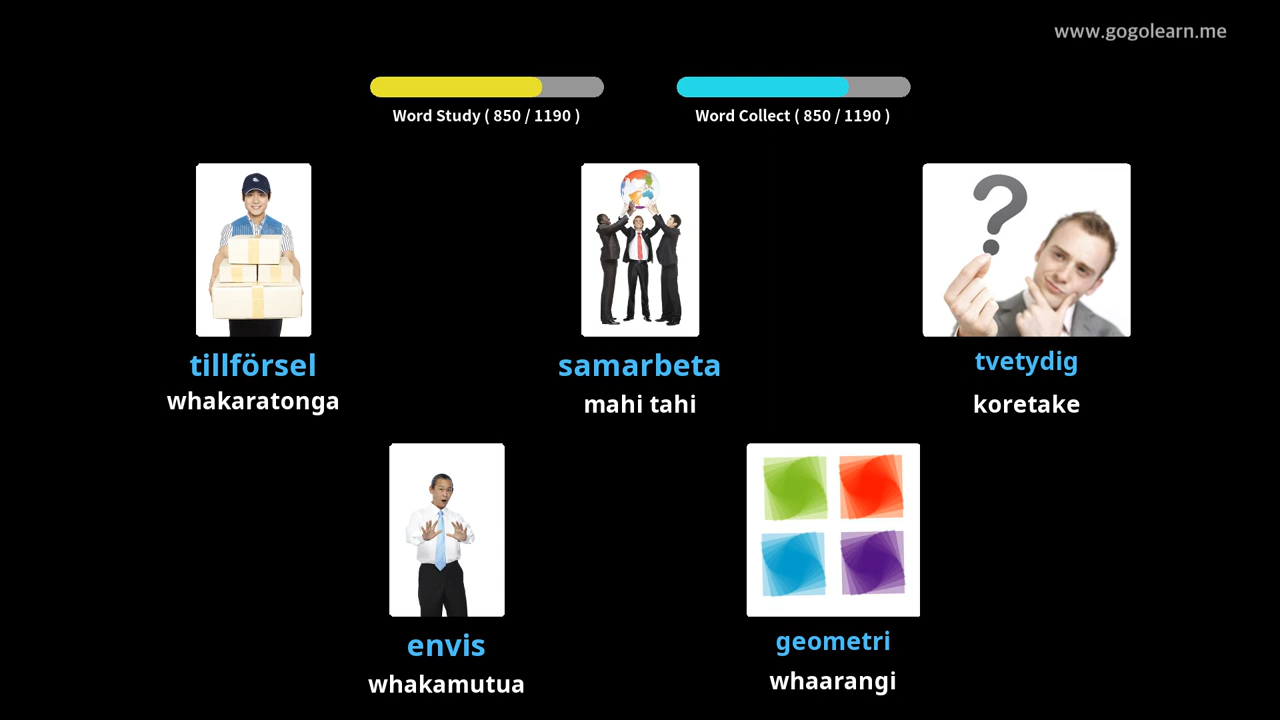 www.gogolearn.me
Word Study ( 850 / 1190 )
Word Collect ( 850 / 1190 )
tillförsel
whakaratonga
samarbeta
mahi tahi
tvetydig
koretake
envis
whakamutua
geometri
whaarangi